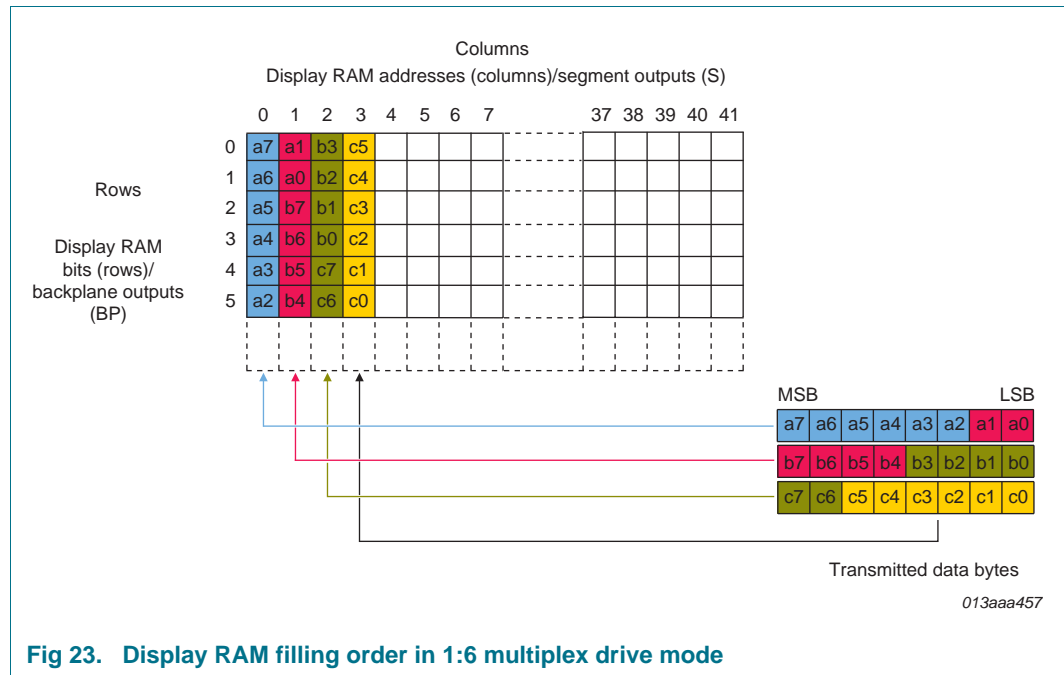 Columns
Display RAM addresses (columns)/segment outputs (S)
0 1 2 3 4 5 6 7 37 38 39 40 41
0 a7 a1 b3 c5
1 a6 a0 b2 c4
Rows
2 a5 b7 b1 c3
3 a4 b6 b0 c2
Display RAM
bits (rows)/
4 a3 b5 c7 c1
backplane outputs
(BP)
5 a2 b4 c6 c0
MSB LSB
a7 a6 a5 a4 a3 a2 a1 a0
b7 b6 b5 b4 b3 b2 b1 b0
c7 c6 c5 c4 c3 c2 c1 c0
Transmitted data bytes
013aaa457
Fig 23. Display RAM filling order in 1:6 multiplex drive mode